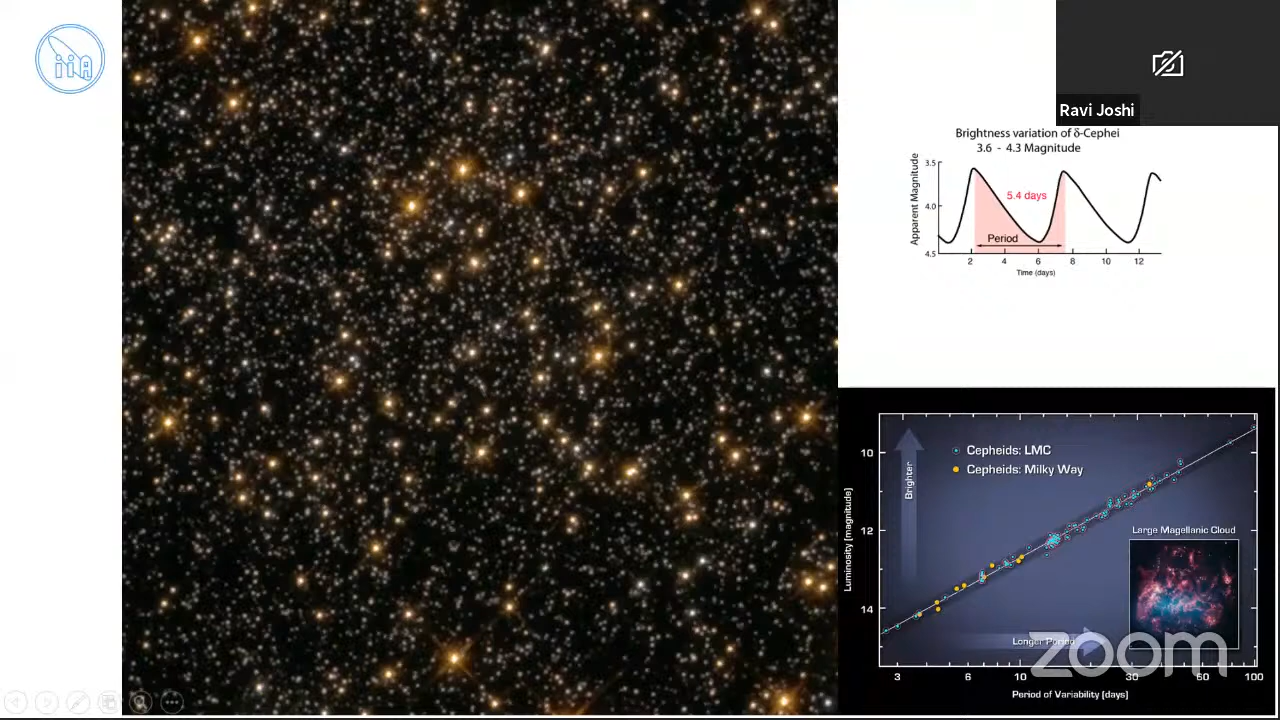 iiA
Ravi Joshi
Brightness variation of δ-Cephei
3.6 - 4.3 Magnitude
Apparent Magnitude
3.5
4.0
4.5
5.4 days
Period
2 4 6 8 10 12
Time (days)
Cepheids: LMC
Cepheids: Milky Way
Brighter
Luminosity [magnitude]
10
12
14
Large Magellanic Cloud
Longer Period
zoom
3 6 10 30 60 100
Period of Variability [days]